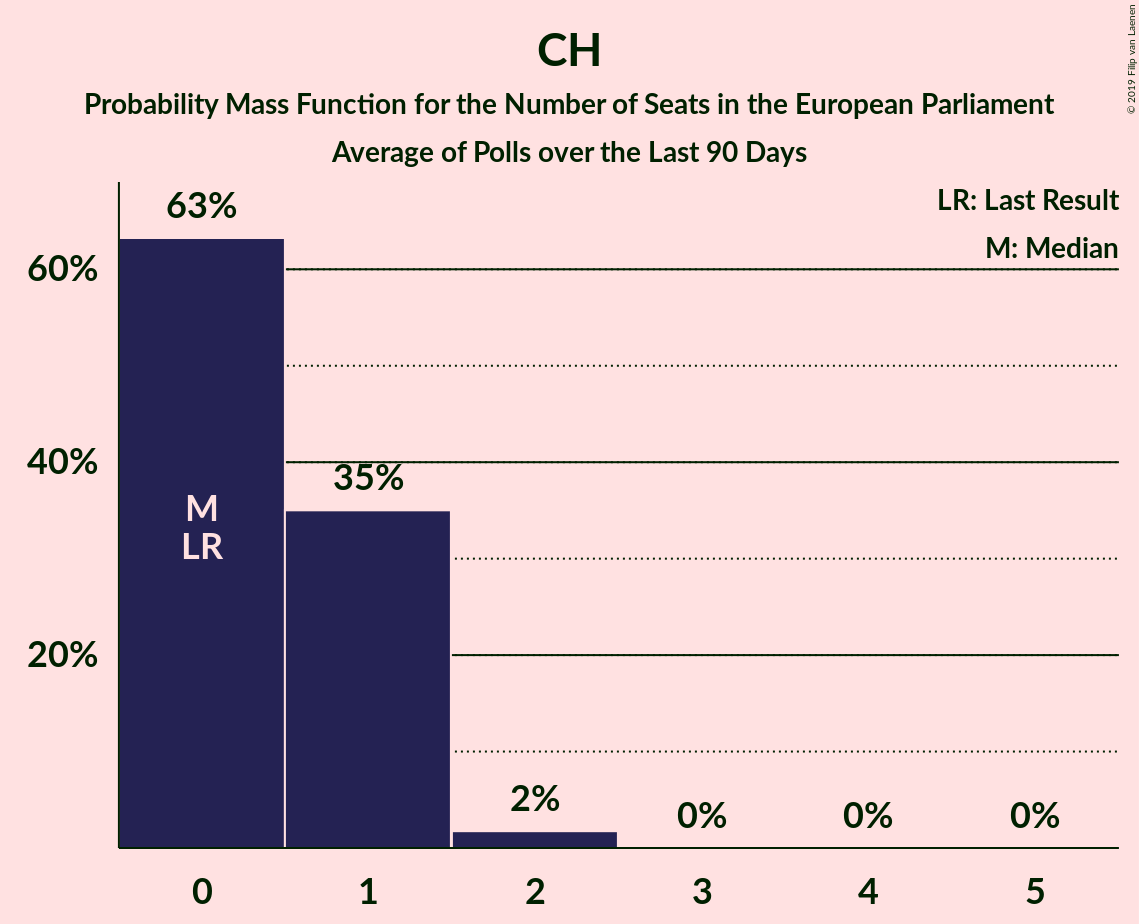 CH
Probability Mass Function for the Number of Seats in the European Parliament
Average of Polls over the Last 90 Days
© 2019 Filip van Laenen
LR: Last Result
M: Median
63%
60%
40%
35%
M
LR
20%
2%
0%
0%
0%
0
1
2
3
4
5